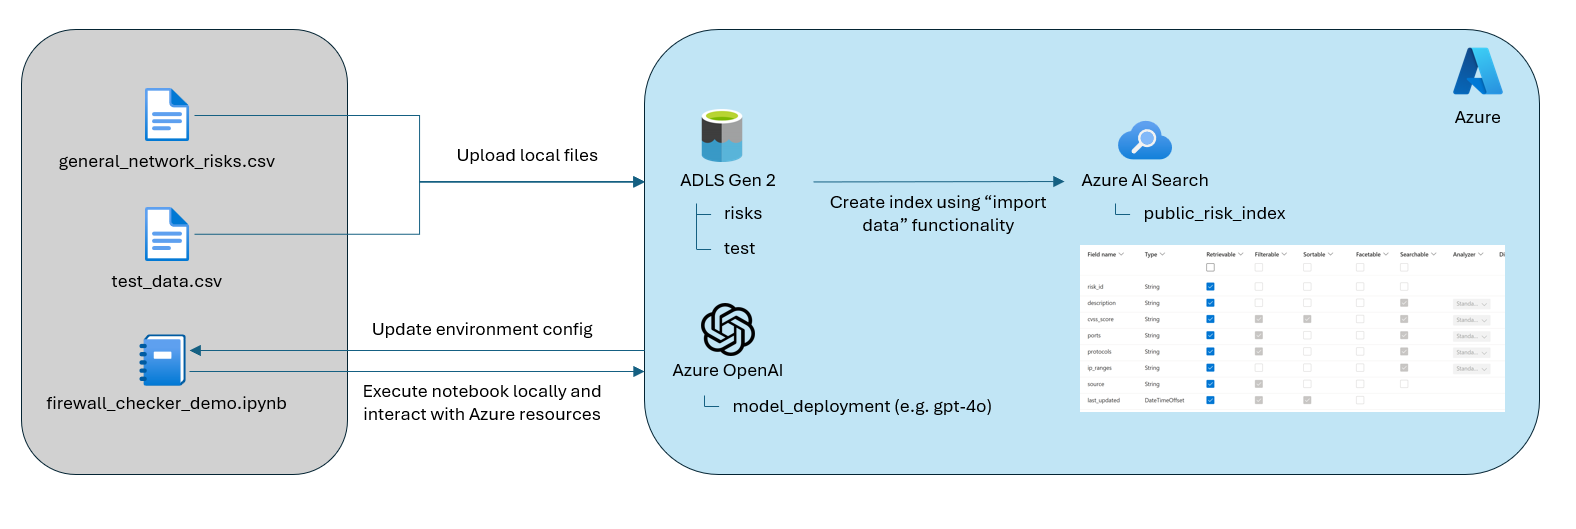 general_network_risks.csv
test_data.csv
firewall_checker_demo.ipynb
Upload local files
Update environment config
Execute notebook locally and
interact with Azure resources
Azure
ADLS Gen 2
risks
test
Create index using “import
data” functionality
Azure AI Search
public_risk_index
Azure OpenAI
model_deployment (e.g. gpt-4o)
Field name Type Retrievable Filterable Sortable Facetable Searchable Analyzer Di
risk_id String
description String Standa...
cvss_score String Standa...
ports String Standa...
protocols String Standa...
ip_ranges String Standa...
source String
last_updated DateTimeOffset